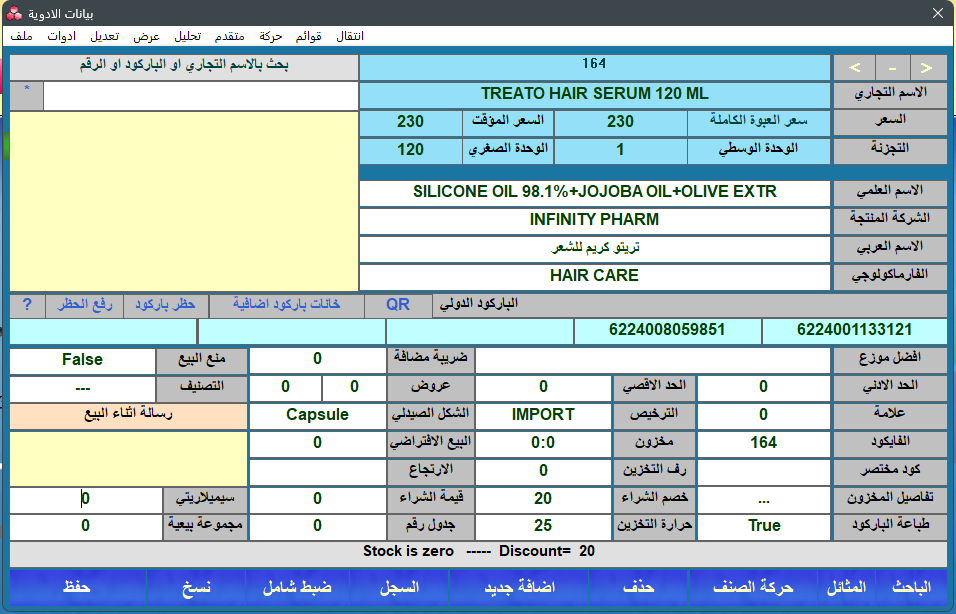 بيانات الادوية
ملف ادوات تعديل عرض تحليل متقدم حركة قوائم انتقال
بحث بالاسم التجاري او الباركود او الرقم
164
< - >
*
الاسم التجاري TREATO HAIR SERUM 120 ML
السعر سعر العبوة الكاملة 230 السعر المؤقت 230
التجزئة الوحدة الوسطي 1 الوحدة الصغري 120
الاسم العلمي SILICONE OIL 98.1%+JOJOBA OIL+OLIVE EXTR
الشركة المنتجة INFINITY PHARM
الاسم العربي تريتو كريم للشعر
الفارماكولوجي HAIR CARE
الباركود الدولي QR خانات باركود اضافية حظر باركود رفع الحظر ?
6224001133121 6224008059851
افضل موزع ضريبة مضافة 0 منع البيع False
الحد الادني 0 الحد الاقصي 0 عروض 0 0 التصنيف ---
علامة 0 الترخيص IMPORT الشكل الصيدلي Capsule رسالة اثناء البيع
الفايكود 164 مخزون 0:0 البيع الافتراضي 0
كود مختصر رف التخزين 0 الارتجاع
تفاصيل المخزون ... خصم الشراء 20 قيمة الشراء 0 سيميلاريتي 0
طباعة الباركود True حرارة التخزين 25 جدول رقم 0 مجموعة بيعية 0
Stock is zero ----- Discount= 20
الباحث المثائل حركة الصنف حذف اضافة جديد السجل ضبط شامل نسخ حفظ